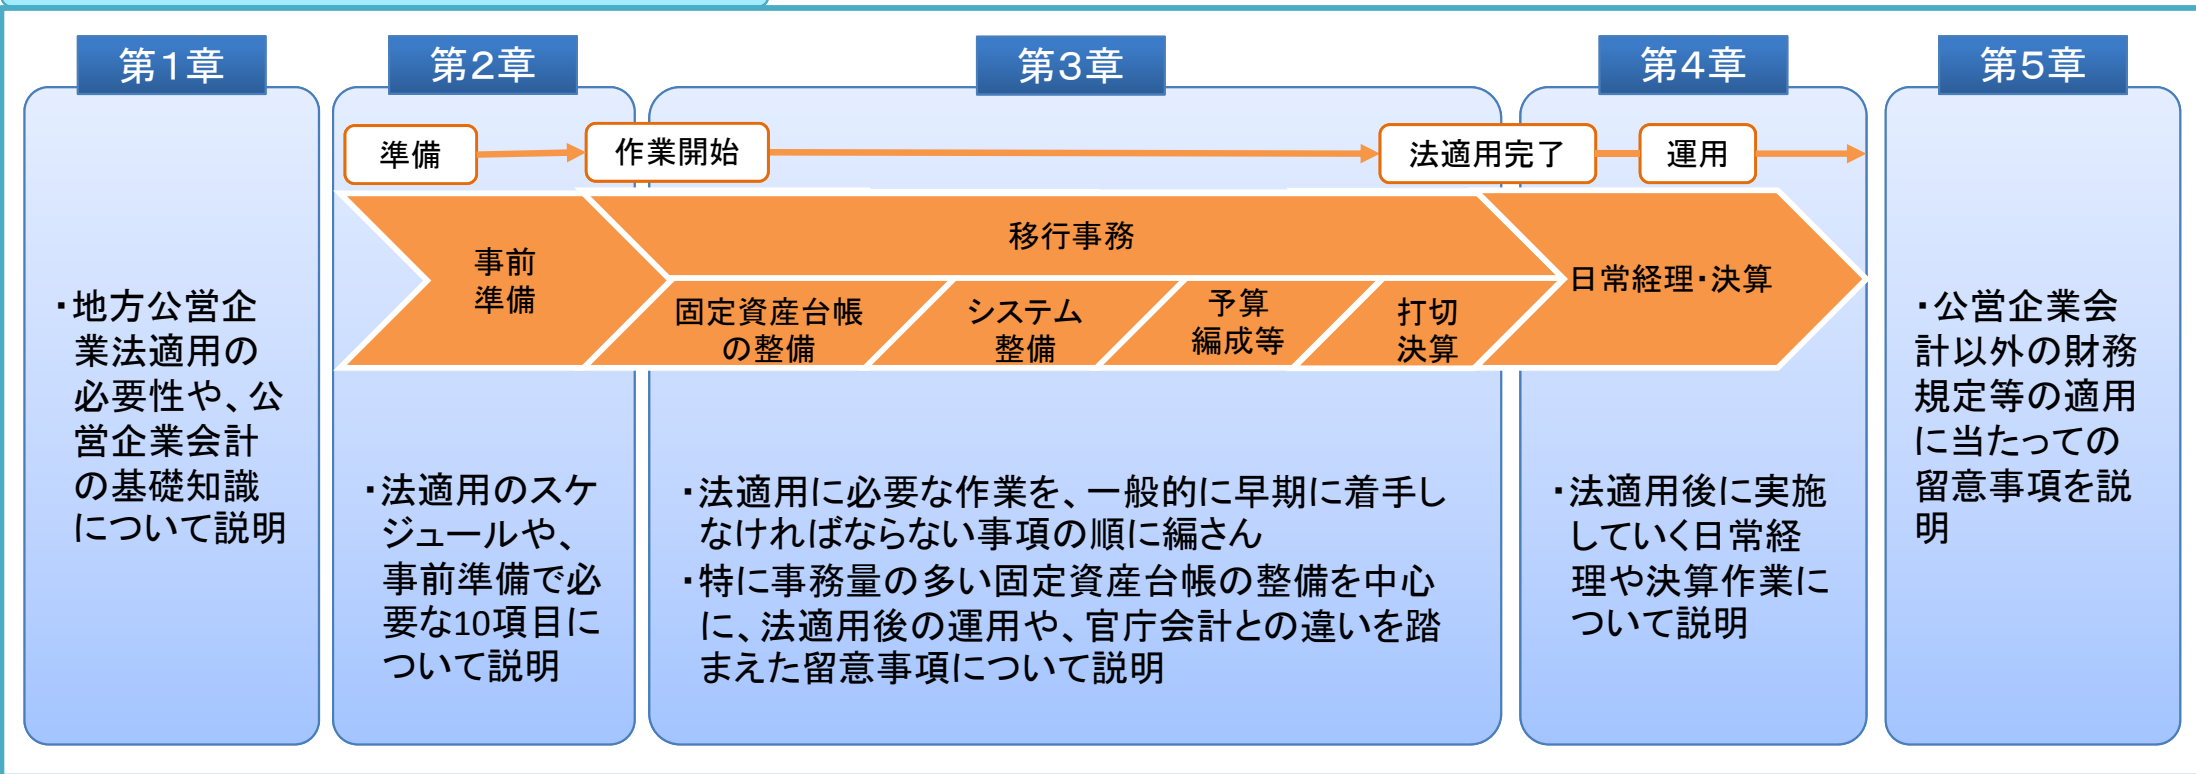 第1章
・地方公営企
業法適用の
必要性や、公
営企業会計
の基礎知識
について説明
第2章
第3章
第4章
準備
作業開始
法適用完了
運用
事前
準備
移行事務
固定資産台帳
の整備
システム
整備
予算
編成等
打切
決算
日常経理・決算
・法適用のスケ
ジュールや、
事前準備で必
要な10項目に
ついて説明
・法適用に必要な作業を、一般的に早期に着手し
なければならない事項の順に編さん
・特に事務量の多い固定資産台帳の整備を中心
に、法適用後の運用や、官庁会計との違いを踏
まえた留意事項について説明
・法適用後に実施
していく日常経
理や決算作業に
ついて説明
第5章
・公営企業会
計以外の財務
規定等の適用
に当たっての
留意事項を説
明